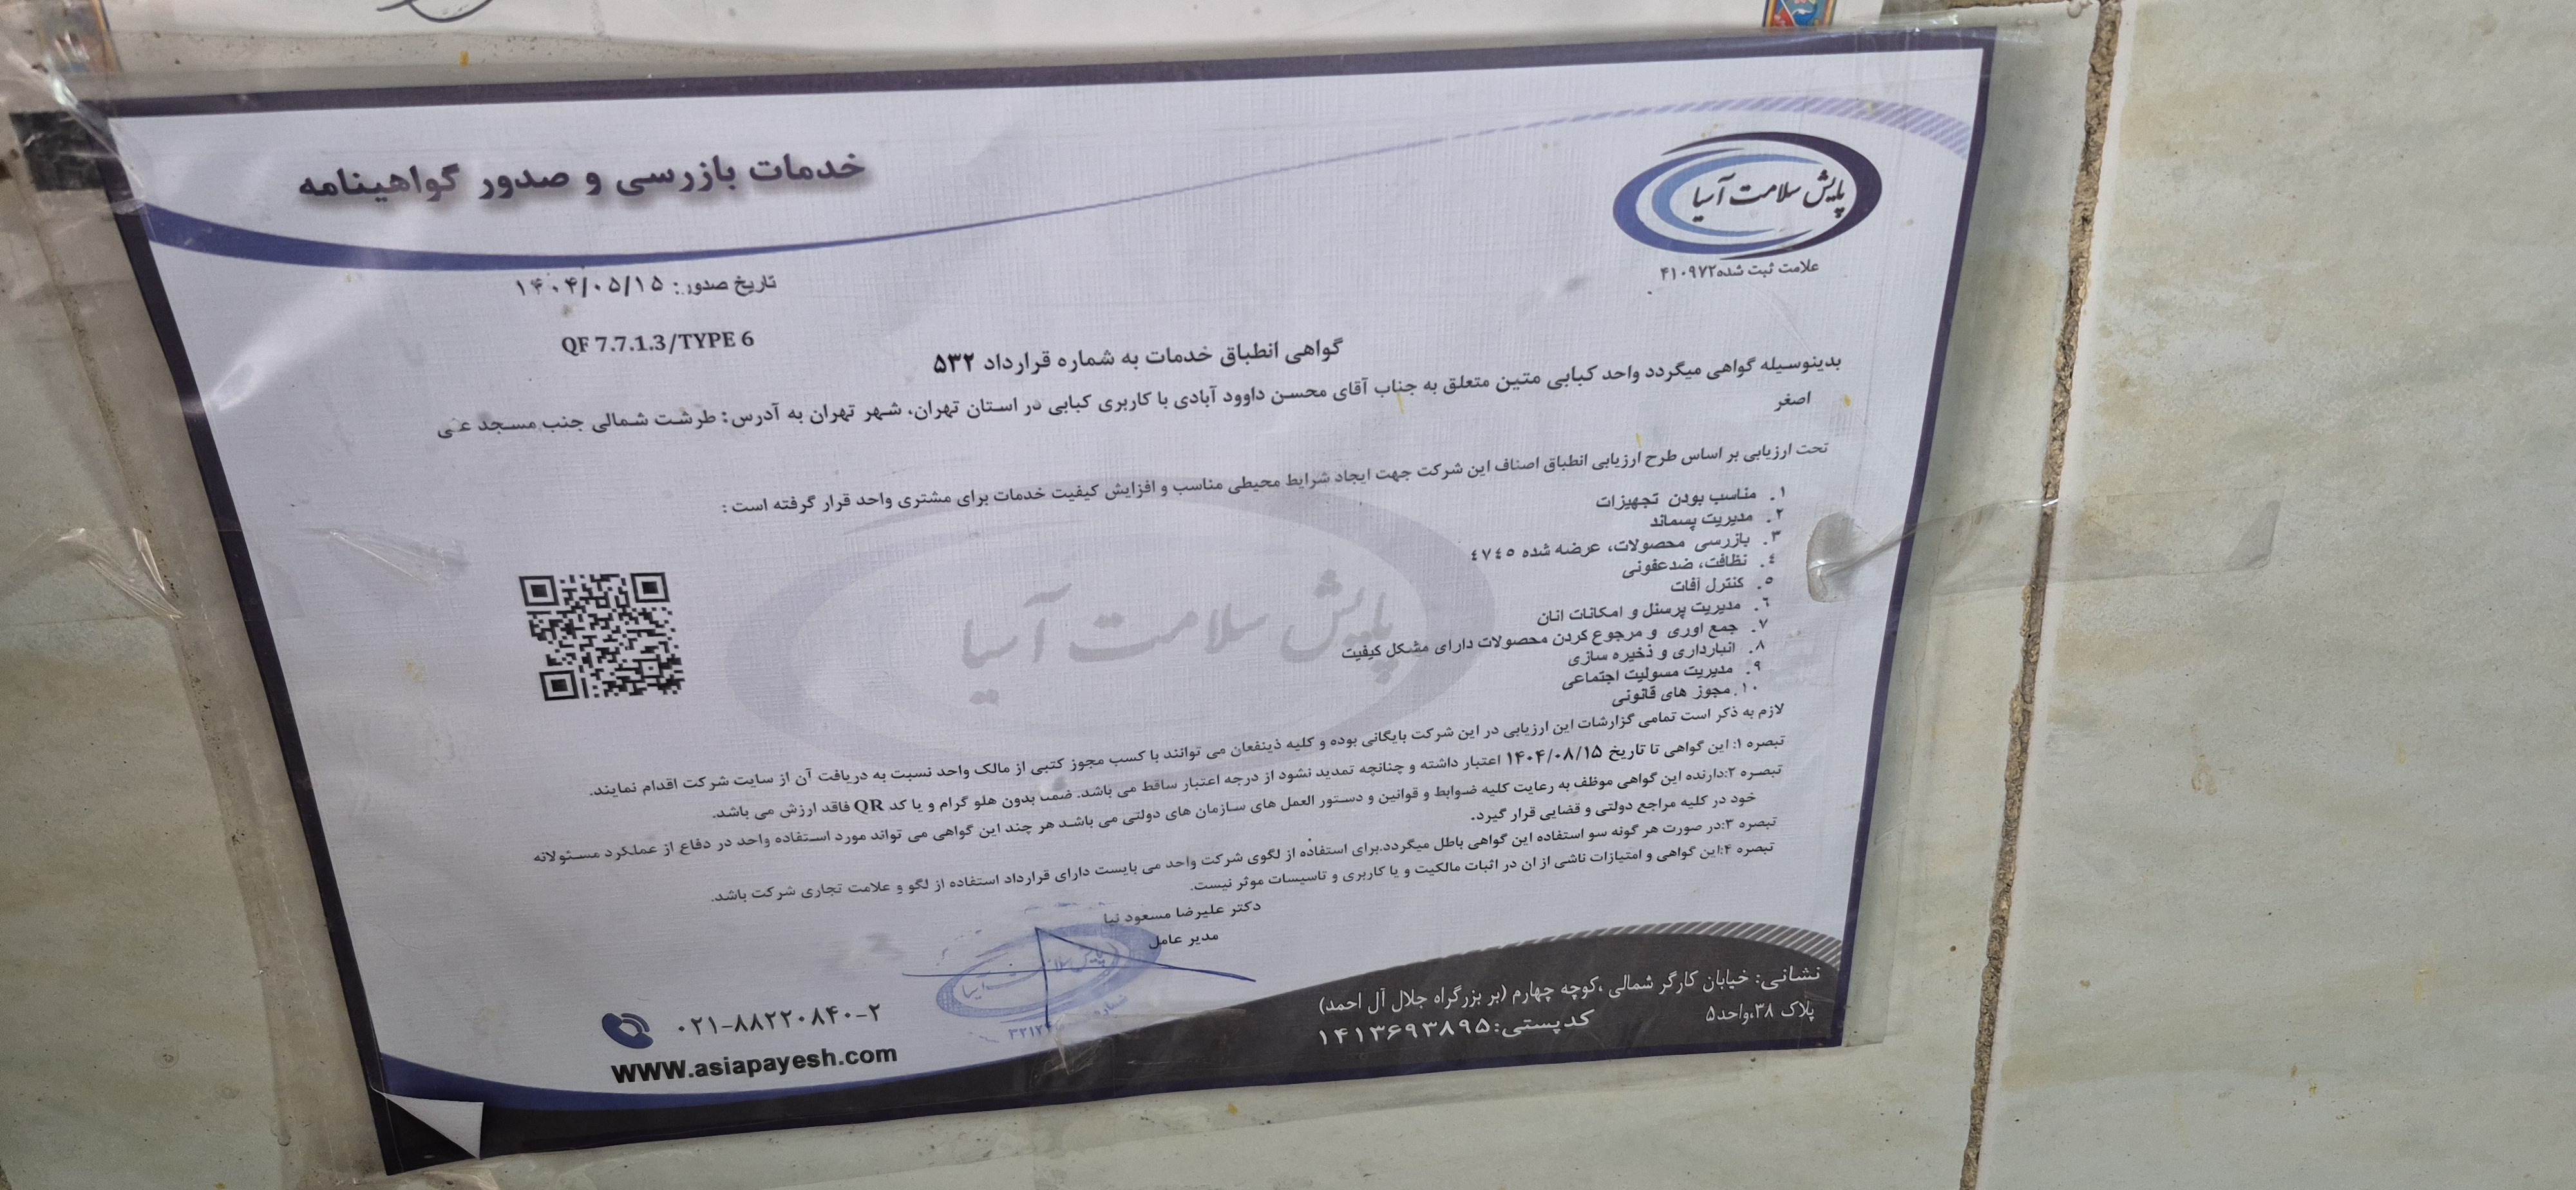 خدمات بازرسی و صدور گواهینامه
پایش سلامت آسیا
علامت ثبت شده ۴۱۰۹۷۲
تاریخ صدور: ۱۴۰۴/۰۵/۱۵
QF 7.7.1.3/TYPE 6
گواهی انطباق خدمات به شماره قرارداد ۵۳۲
بدینوسیله گواهی میگردد واحد کبابی متین متعلق به جناب آقای محسن داوود آبادی با کاربری کبابی در استان تهران، شهر تهران به آدرس: طرشت شمالی جنب مسجد علی
اصغر
تحت ارزیابی بر اساس طرح ارزیابی انطباق اصناف این شرکت جهت ایجاد شرایط محیطی مناسب و افزایش کیفیت خدمات برای مشتری واحد قرار گرفته است :
۱. مناسب بودن تجهیزات
۲. مدیریت پسماند
۳. بازرسی محصولات، عرضه شده ٤٧٤٥
٤. نظافت، ضدعفونی
۵. کنترل آفات
٦. مدیریت پرسنل و امکانات انان
۷. جمع اوری و مرجوع کردن محصولات دارای مشکل کیفیت
۸. انبارداری و ذخیره سازی
۹. مدیریت مسولیت اجتماعی
۱۰. مجوز های قانونی
لازم به ذکر است تمامی گزارشات این ارزیابی در این شرکت بایگانی بوده و کلیه ذینفعان می توانند با کسب مجوز کتبی از مالک واحد نسبت به دریافت آن از سایت شرکت اقدام نمایند.
تبصره ۱: این گواهی تا تاریخ ۱۴۰۴/۰۸/۱۵ اعتبار داشته و چنانچه تمدید نشود از درجه اعتبار ساقط می باشد. ضمنا بدون هلو گرام و یا کد QR فاقد ارزش می باشد.
تبصره ۲:دارنده این گواهی موظف به رعایت کلیه ضوابط و قوانین و دستور العمل های سازمان های دولتی می باشد هر چند این گواهی می تواند مورد استفاده واحد در دفاع از عملکرد مسئولانه
خود در کلیه مراجع دولتی و قضایی قرار گیرد.
تبصره ۳:در صورت هر گونه سو استفاده این گواهی باطل میگردد.برای استفاده از لگوی شرکت واحد می بایست دارای قرارداد استفاده از لگو و علامت تجاری شرکت باشد.
تبصره ۴:این گواهی و امتیازات ناشی از ان در اثبات مالکیت و یا کاربری و تاسیسات موثر نیست.
دکتر علیرضا مسعود نیا
مدیر عامل
پایش سلامت آسیا
۰۲۱-۸۸۲۲۰۸۴۰-۲
WWW.asiapayesh.com
نشانی: خیابان کارگر شمالی ،کوچه چهارم (بر بزرگراه جلال آل احمد)
پلاک ۳۸،واحد۵
کدپستی:۱۴۱۳۶۹۳۸۹۵